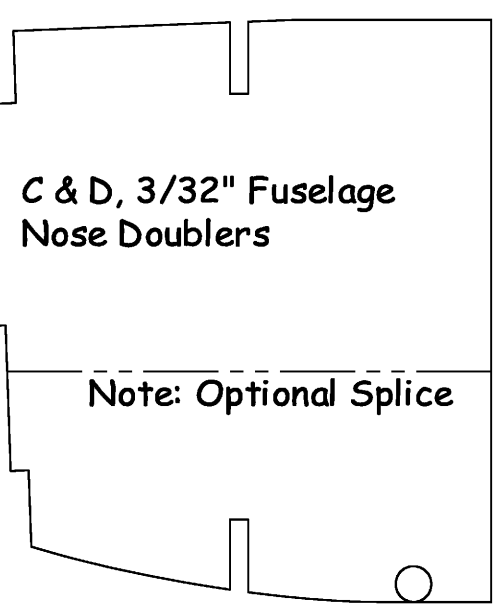 C & D, 3/32" Fuselage
Nose Doublers
Note: Optional Splice